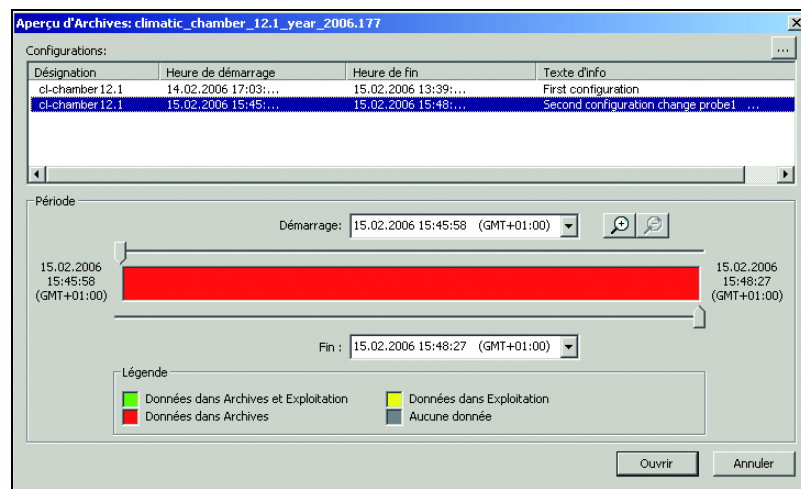 Aperçu d'Archives: climatic_chamber_12.1_year_2006.177
Configurations:
...
Désignation Heure de démarrage Heure de fin Texte d'info
cl-chamber 12.1 14.02.2006 17:03:... 15.02.2006 13:39:... First configuration
cl-chamber 12.1 15.02.2006 15:45:... 15.02.2006 15:48:... Second configuration change probe1 ...
Période
Démarrage: 15.02.2006 15:45:58 (GMT+01:00)
15.02.2006
15:45:58
(GMT+01:00)
15.02.2006
15:48:27
(GMT+01:00)
Fin : 15.02.2006 15:48:27 (GMT+01:00)
Légende
Données dans Archives et Exploitation Données dans Exploitation
Données dans Archives Aucune donnée
Ouvrir Annuler